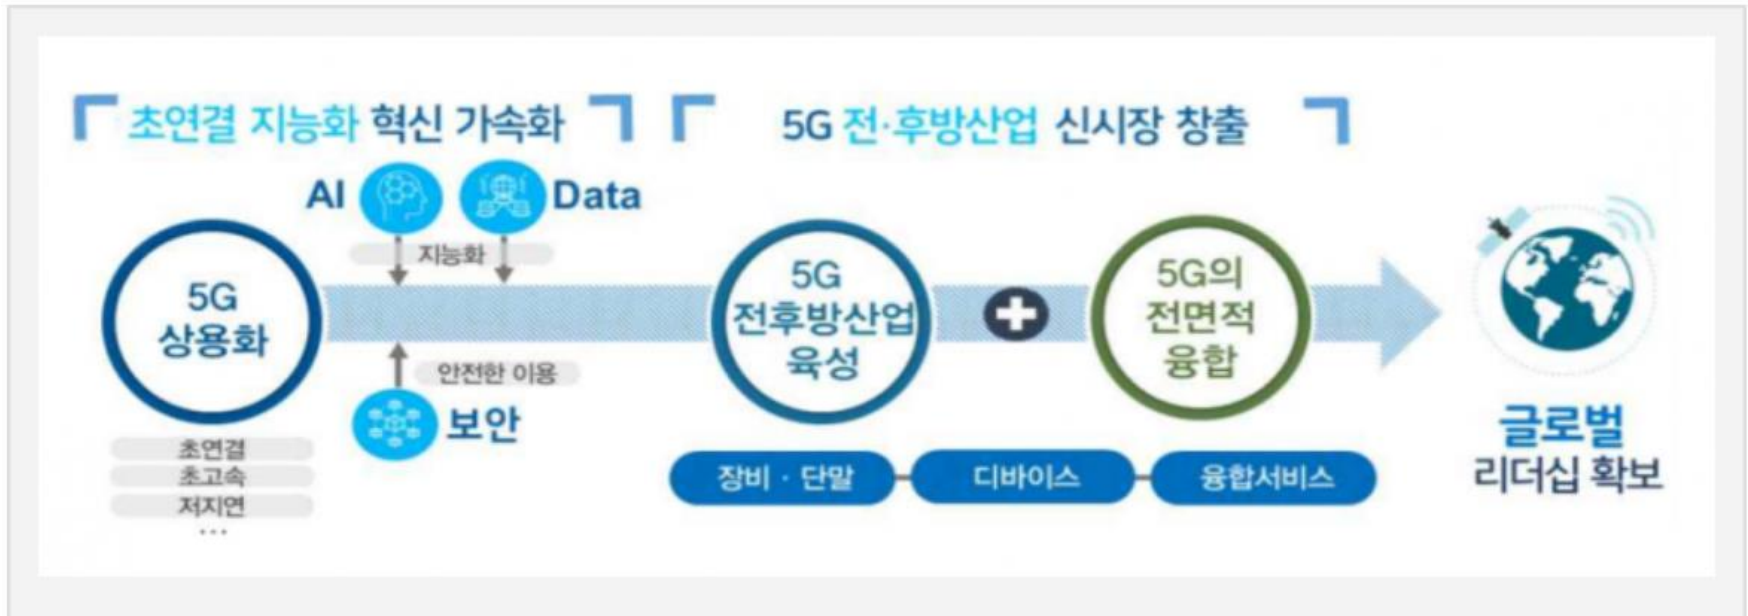 초연결 지능화 혁신 가속화
5G 전·후방산업 신시장 창출
AI
Data
지능화
5G
상용화
안전한 이용
보안
초연결
초고속
저지연
...
5G
전후방산업
육성
5G의
전면적
융합
장비 · 단말
디바이스
융합서비스
글로벌
리더십 확보